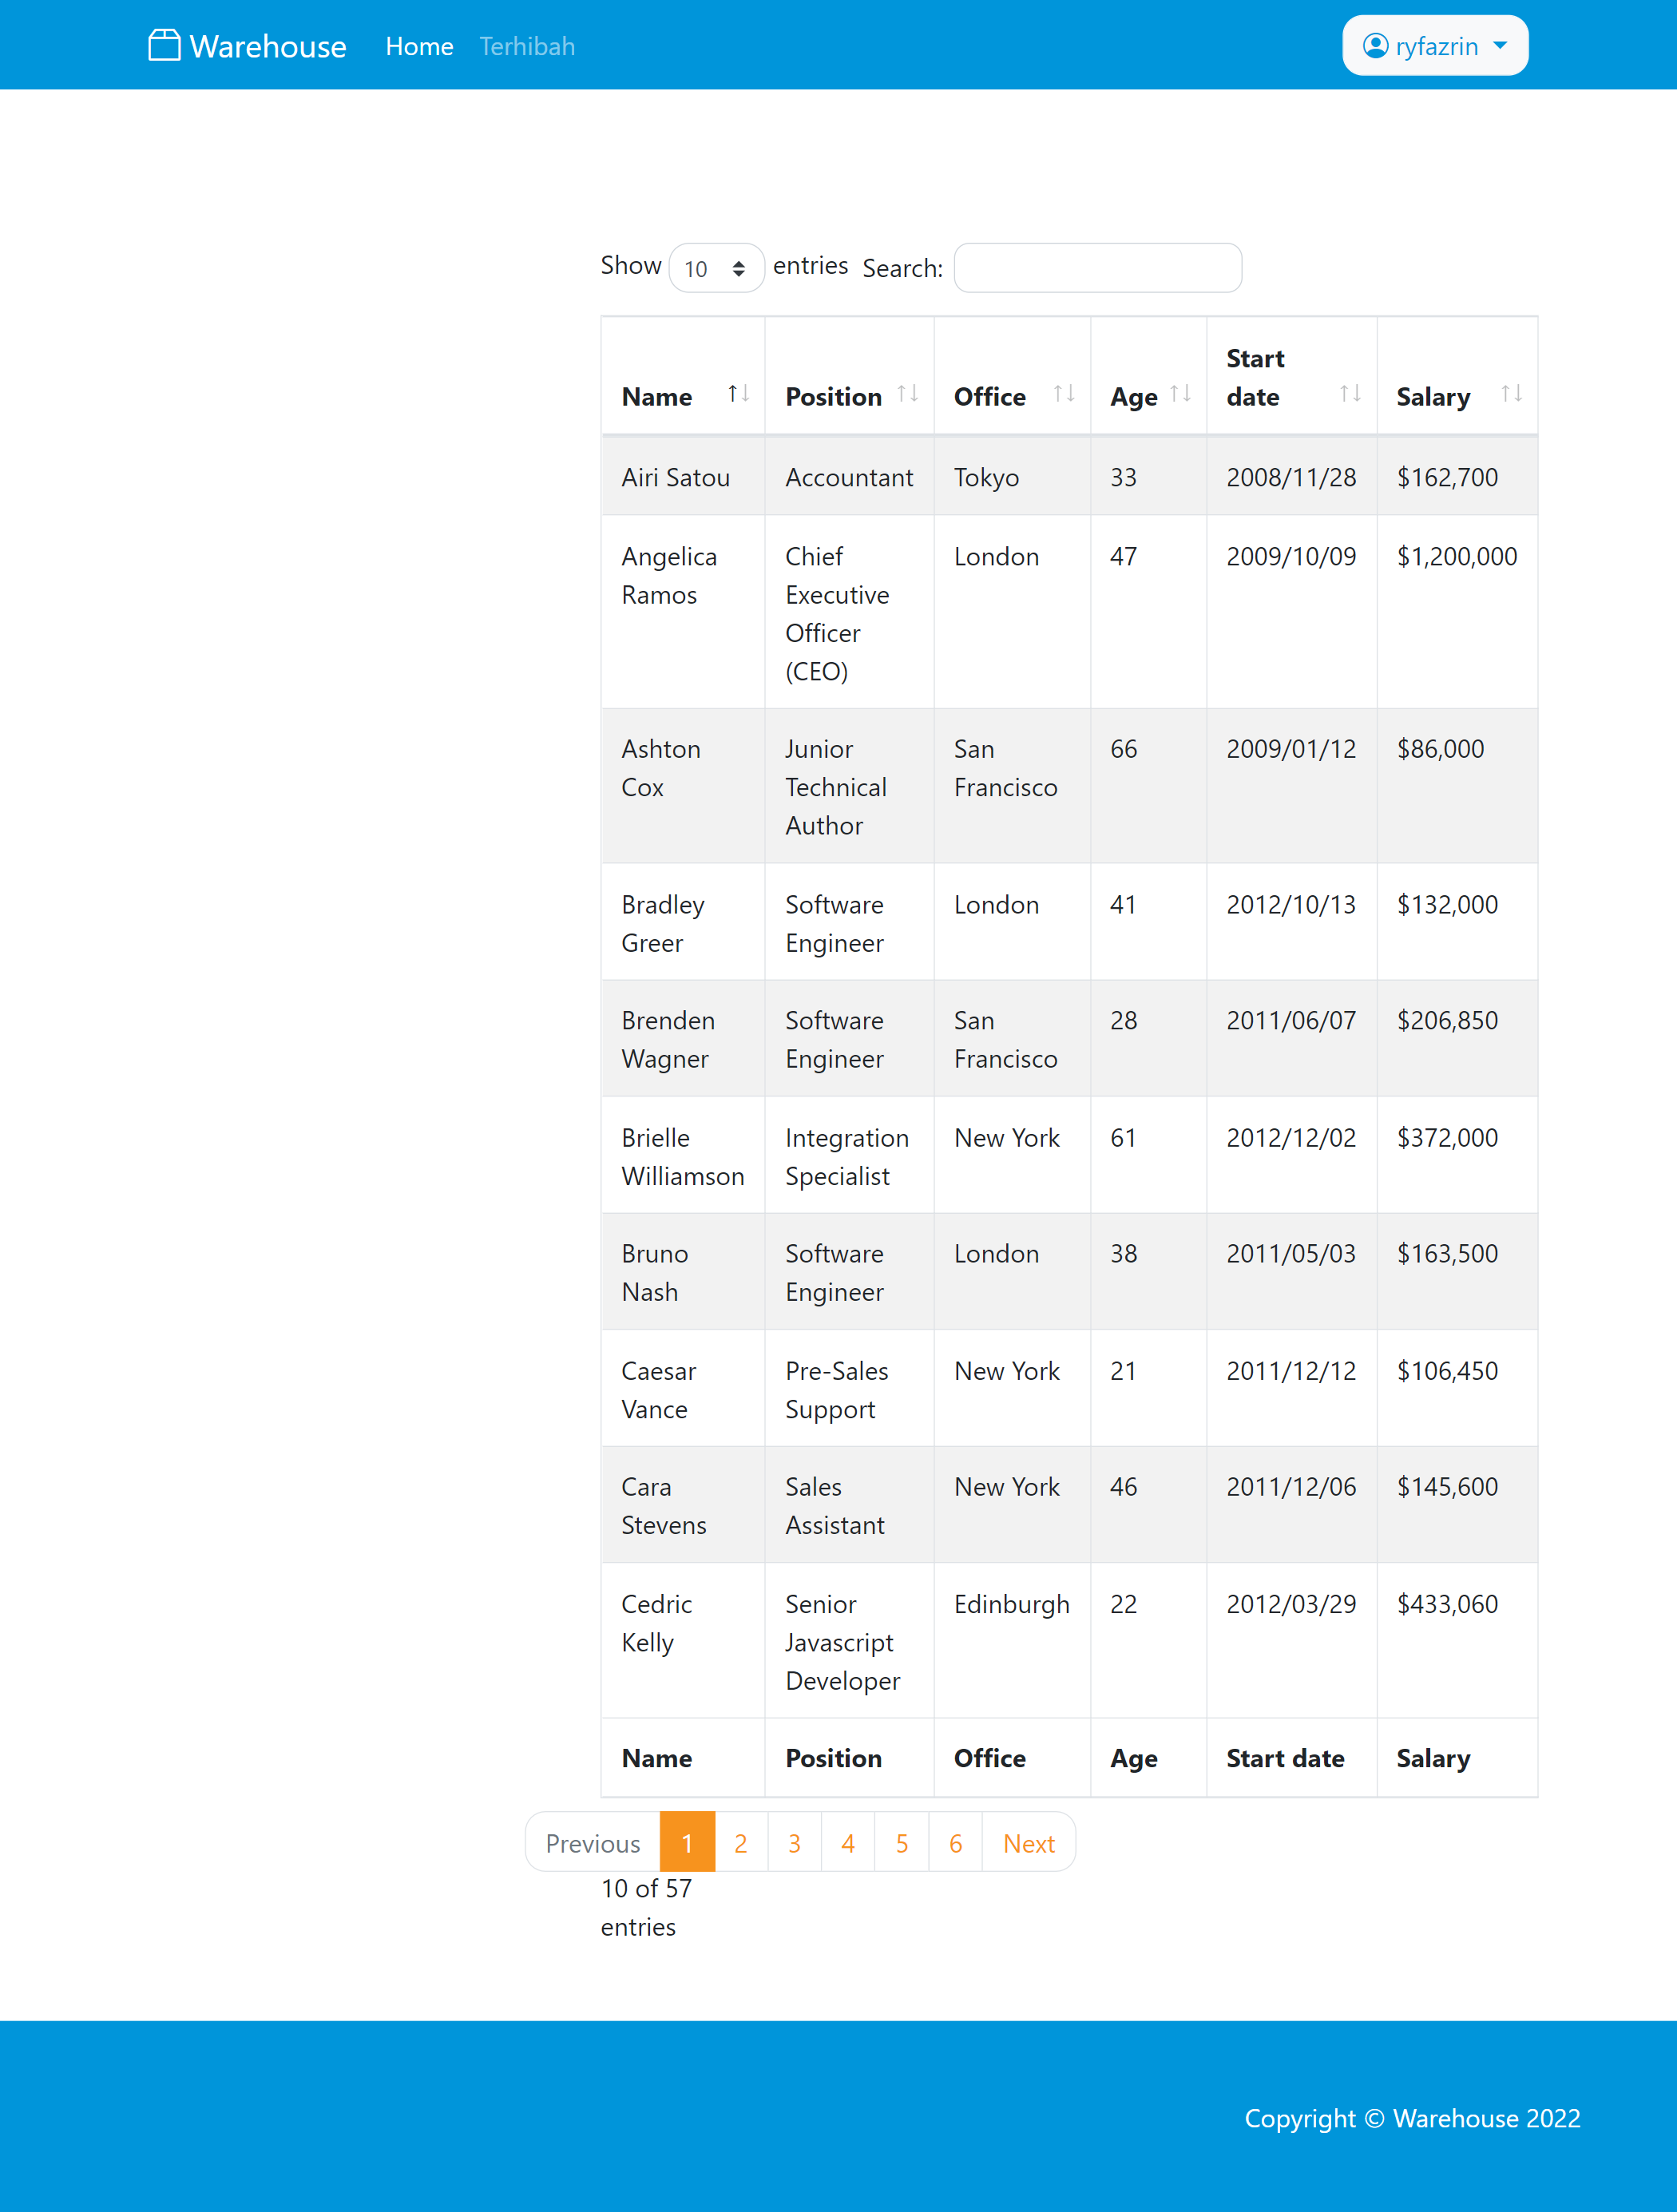 Warehouse Home Terhibah ryfazrin
Show 10 entries Search:
Name Position Office Age Start date Salary
Airi Satou Accountant Tokyo 33 2008/11/28 $162,700
Angelica Ramos Chief Executive Officer (CEO) London 47 2009/10/09 $1,200,000
Ashton Cox Junior Technical Author San Francisco 66 2009/01/12 $86,000
Bradley Greer Software Engineer London 41 2012/10/13 $132,000
Brenden Wagner Software Engineer San Francisco 28 2011/06/07 $206,850
Brielle Williamson Integration Specialist New York 61 2012/12/02 $372,000
Bruno Nash Software Engineer London 38 2011/05/03 $163,500
Caesar Vance Pre-Sales Support New York 21 2011/12/12 $106,450
Cara Stevens Sales Assistant New York 46 2011/12/06 $145,600
Cedric Kelly Senior Javascript Developer Edinburgh 22 2012/03/29 $433,060
Name Position Office Age Start date Salary
Previous 1 2 3 4 5 6 Next
10 of 57
entries
Copyright © Warehouse 2022